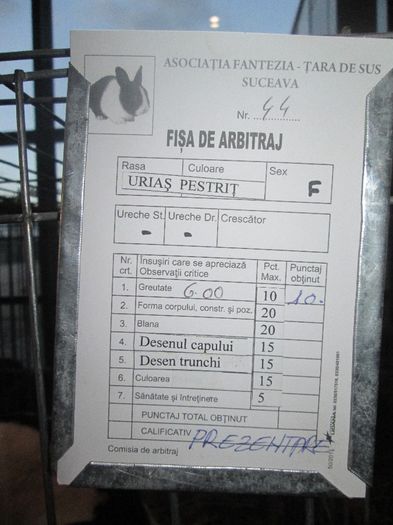 ASOCIAȚIA FANTEZIA - ȚARA DE SUS
SUCEAVA
Nr. ...44...
FIȘA DE ARBITRAJ
Rasa Culoare Sex
URIAȘ PESTRIȚ F
Ureche St. Ureche Dr. Crescător
- -
Nr. crt. Însușiri care se apreciază Observații critice Pct. Max. Punctaj obținut
1. Greutate 6.00 10 10.
2. Forma corpului, constr. și poz. 20
3. Blana 20
4. Desenul capului 15
5. Desen trunchi 15
6. Culoarea 15
7. Sănătate și întreținere 5
PUNCTAJ TOTAL OBȚINUT
CALIFICATIV PREZENTARE
Comisia de arbitraj